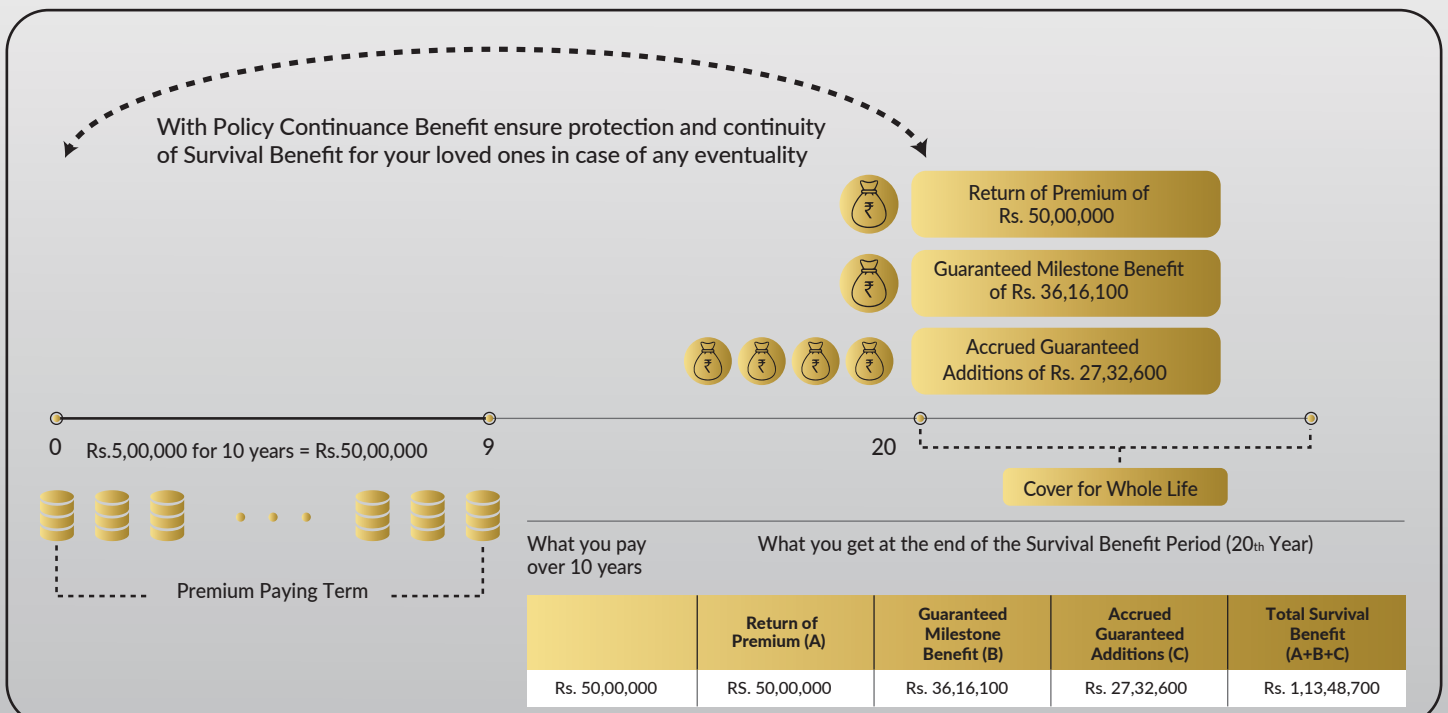 With Policy Continuance Benefit ensure protection and continuity
of Survival Benefit for your loved ones in case of any eventuality
₹
Return of Premium of
Rs. 50,00,000
₹
Guaranteed Milestone Benefit
of Rs. 36,16,100
₹ ₹ ₹ ₹
Accrued Guaranteed
Additions of Rs. 27,32,600
0 Rs.5,00,000 for 10 years = Rs.50,00,000 9 20
Cover for Whole Life
Premium Paying Term
What you pay
over 10 years
What you get at the end of the Survival Benefit Period (20th Year)
Return of
Premium (A)
Guaranteed
Milestone
Benefit (B)
Accrued
Guaranteed
Additions (C)
Total Survival
Benefit
(A+B+C)
Rs. 50,00,000 RS. 50,00,000 Rs. 36,16,100 Rs. 27,32,600 Rs. 1,13,48,700